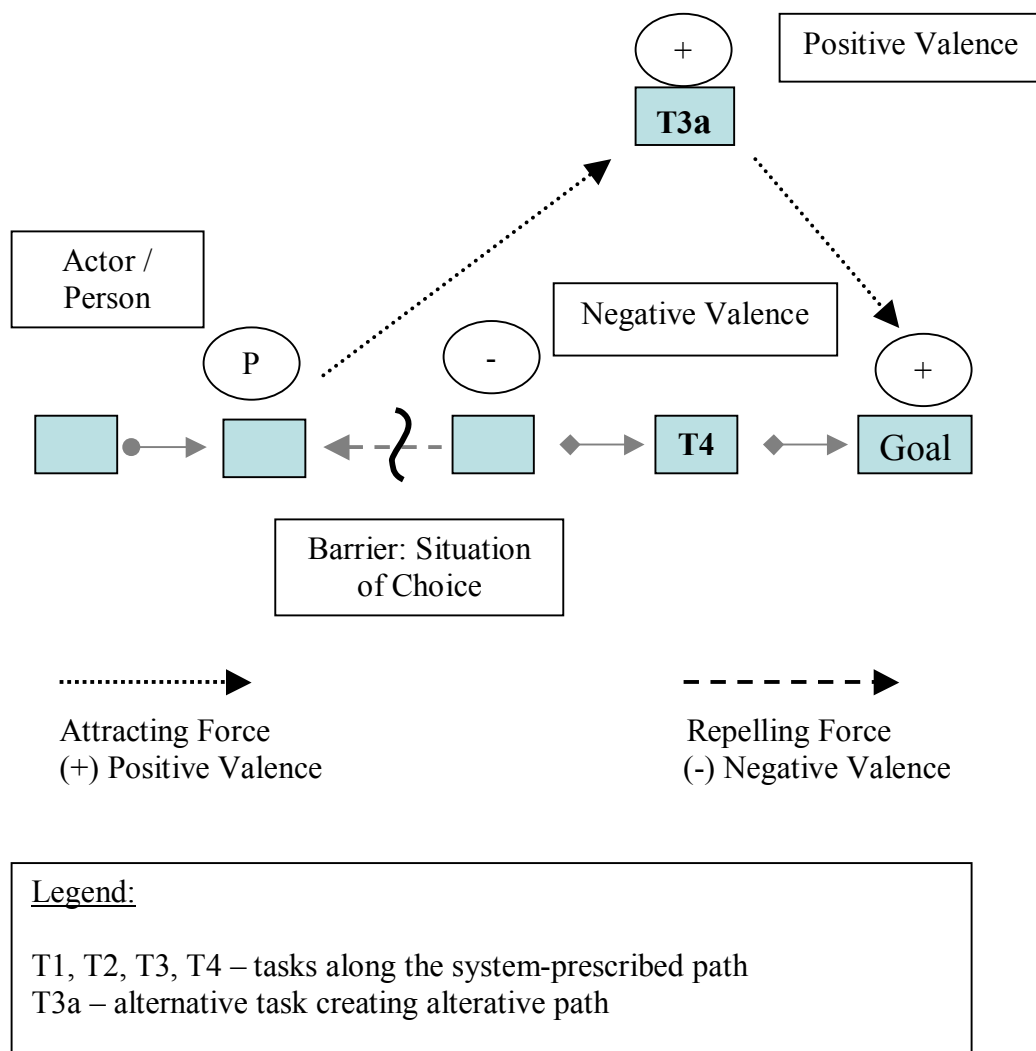 +
Positive Valence
T3a
Actor /
Person
Negative Valence
P
-
+
T4
Goal
Barrier: Situation
of Choice
Attracting Force
(+) Positive Valence
Repelling Force
(-) Negative Valence
Legend:
T1, T2, T3, T4 – tasks along the system-prescribed path
T3a – alternative task creating alterative path